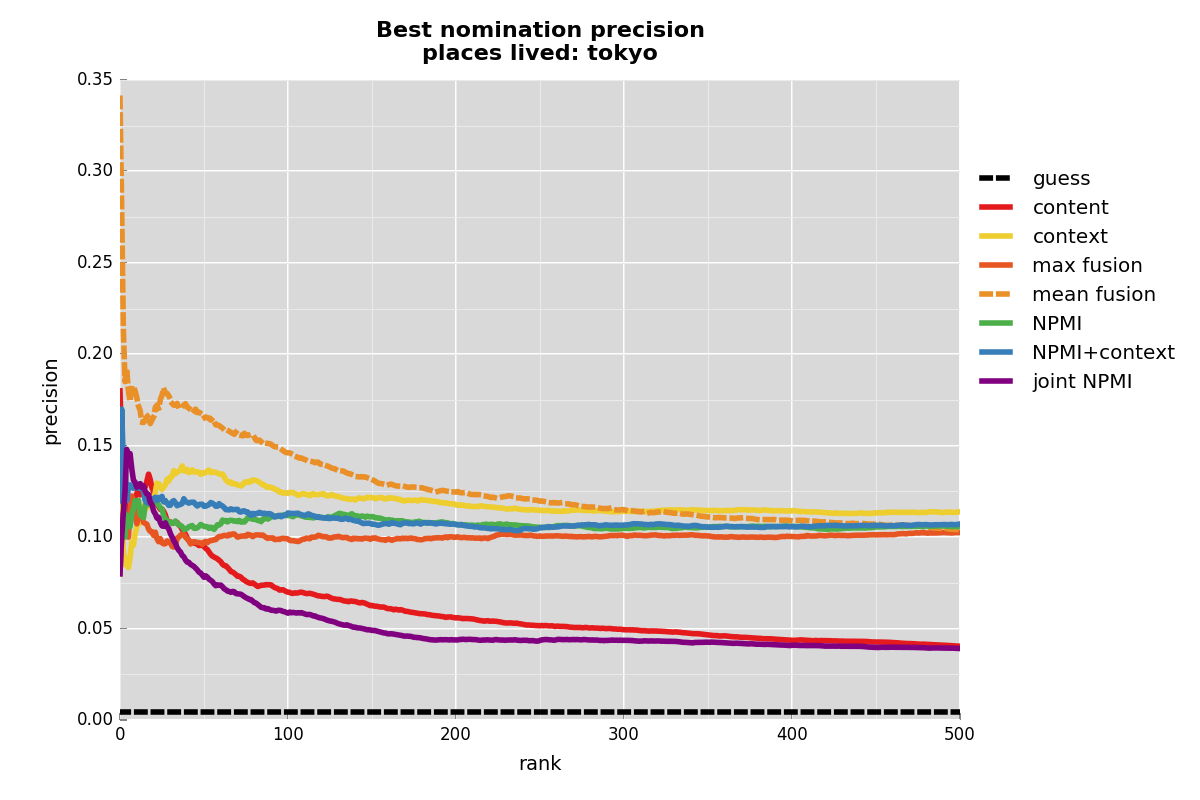 Best nomination precision
places lived: tokyo
0.35
0.30
0.25
0.20
0.15
0.10
0.05
0.00
precision
0
100
200
300
400
500
rank
guess
content
context
max fusion
mean fusion
NPMI
NPMI+context
joint NPMI